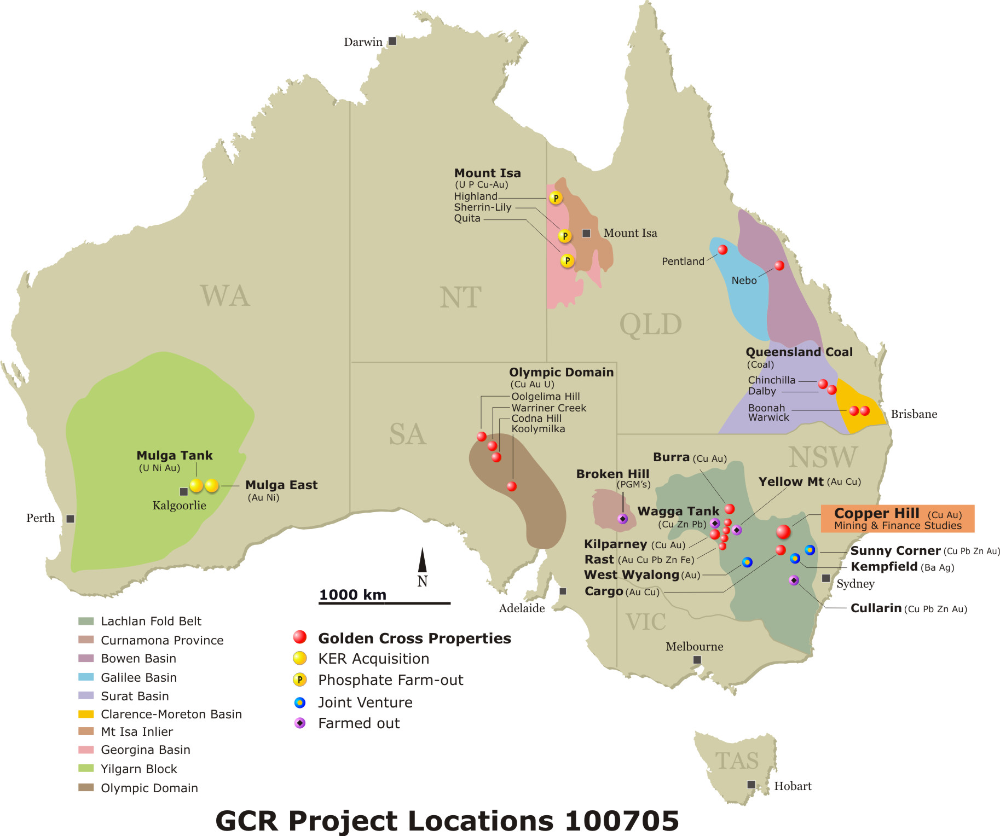 Darwin
Mount Isa
(U P Cu-Au)
Highland
Sherrin-Lily
Quita
Mount Isa
Pentland
Nebo
WA
NT
QLD
Queensland Coal
(Coal)
Chinchilla
Dalby
Boonah
Warwick
Brisbane
Olympic Domain
(Cu Au U)
Oolgelima Hill
Warriner Creek
Codna Hill
Koolymilka
SA
NSW
Mulga Tank
(U Ni Au)
Mulga East
(Au Ni)
Kalgoorlie
Perth
Burra (Cu Au)
Broken Hill
(PGM's)
Yellow Mt (Au Cu)
Wagga Tank
(Cu Zn Pb)
Copper Hill (Cu Au)
Mining & Finance Studies
Kilparney (Cu Au)
Rast (Au Cu Pb Zn Fe)
West Wyalong (Au)
Cargo (Au Cu)
Sunny Corner (Cu Pb Zn Au)
Kempfield (Ba Ag)
Sydney
Cullarin (Cu Pb Zn Au)
N
1000 km
Adelaide
VIC
Melbourne
Lachlan Fold Belt
Curnamona Province
Bowen Basin
Galilee Basin
Surat Basin
Clarence-Moreton Basin
Mt Isa Inlier
Georgina Basin
Yilgarn Block
Olympic Domain
Golden Cross Properties
KER Acquisition
P Phosphate Farm-out
Joint Venture
Farmed out
P
P
P
TAS
Hobart
GCR Project Locations 100705